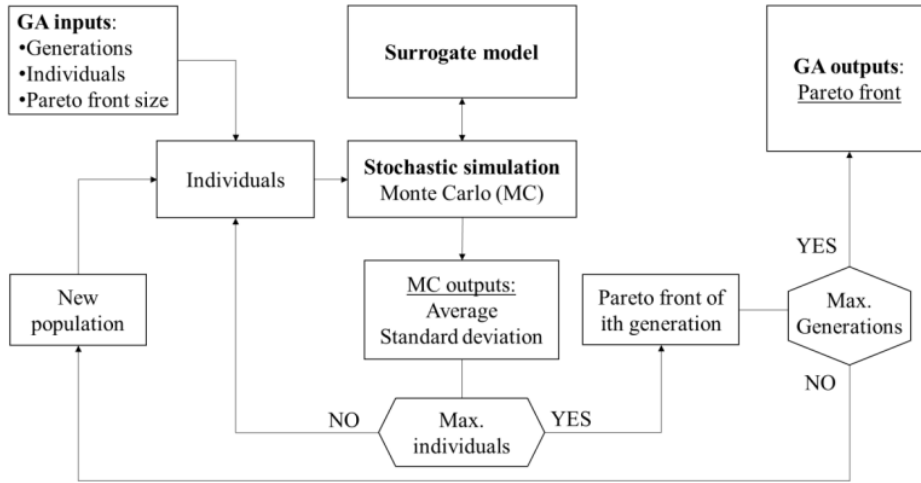 GA inputs:
•Generations
•Individuals
•Pareto front size
Surrogate model
GA outputs:
Pareto front
Individuals
Stochastic simulation
Monte Carlo (MC)
YES
New
population
MC outputs:
Average
Standard deviation
Pareto front of
ith generation
Max.
Generations
NO
NO
Max.
individuals
YES